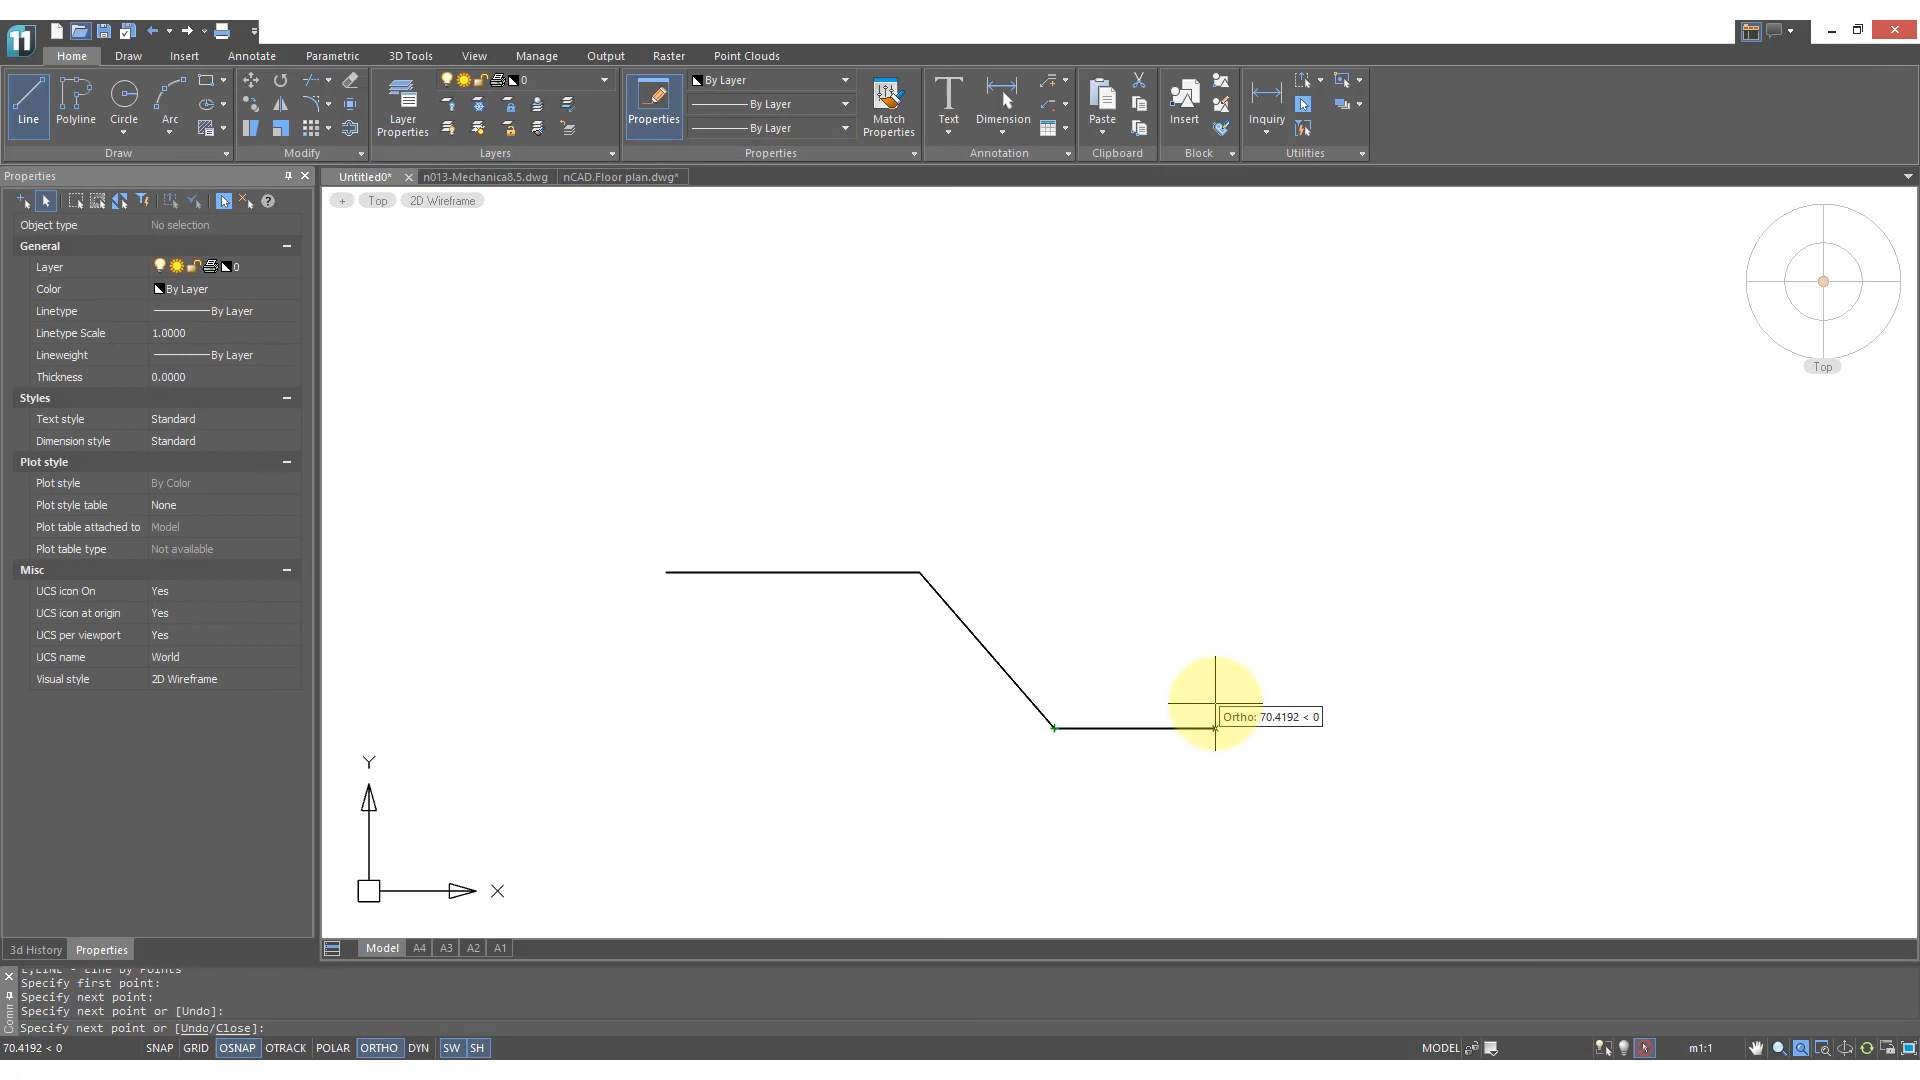 11
Home Draw Insert Annotate Parametric 3D Tools View Manage Output Raster Point Clouds
Line Polyline Circle Arc
Layer Properties
0
Properties
By Layer
By Layer
By Layer
Match Properties
Text Dimension
Paste
Insert
Inquiry
Draw Modify Layers Properties Annotation Clipboard Block Utilities
Properties
Untitled0* n013-Mechanica8.5.dwg nCAD.Floor plan.dwg*
+ Top 2D Wireframe
Object type No selection
General
Layer 0
Color By Layer
Linetype By Layer
Linetype Scale 1.0000
Lineweight By Layer
Thickness 0.0000
Styles
Text style Standard
Dimension style Standard
Plot style
Plot style By Color
Plot style table None
Plot table attached to Model
Plot table type Not available
Misc
UCS icon On Yes
UCS icon at origin Yes
UCS per viewport Yes
UCS name World
Visual style 2D Wireframe
Top
Ortho: 70.4192 < 0
Y
X
3d History Properties
Model A4 A3 A2 A1
L,LINE - Line by Points
Specify first point:
Specify next point:
Specify next point or [Undo]:
Specify next point or [Undo/Close]:
Comm
70.4192 < 0 SNAP GRID OSNAP OTRACK POLAR ORTHO DYN SW SH MODEL m1:1